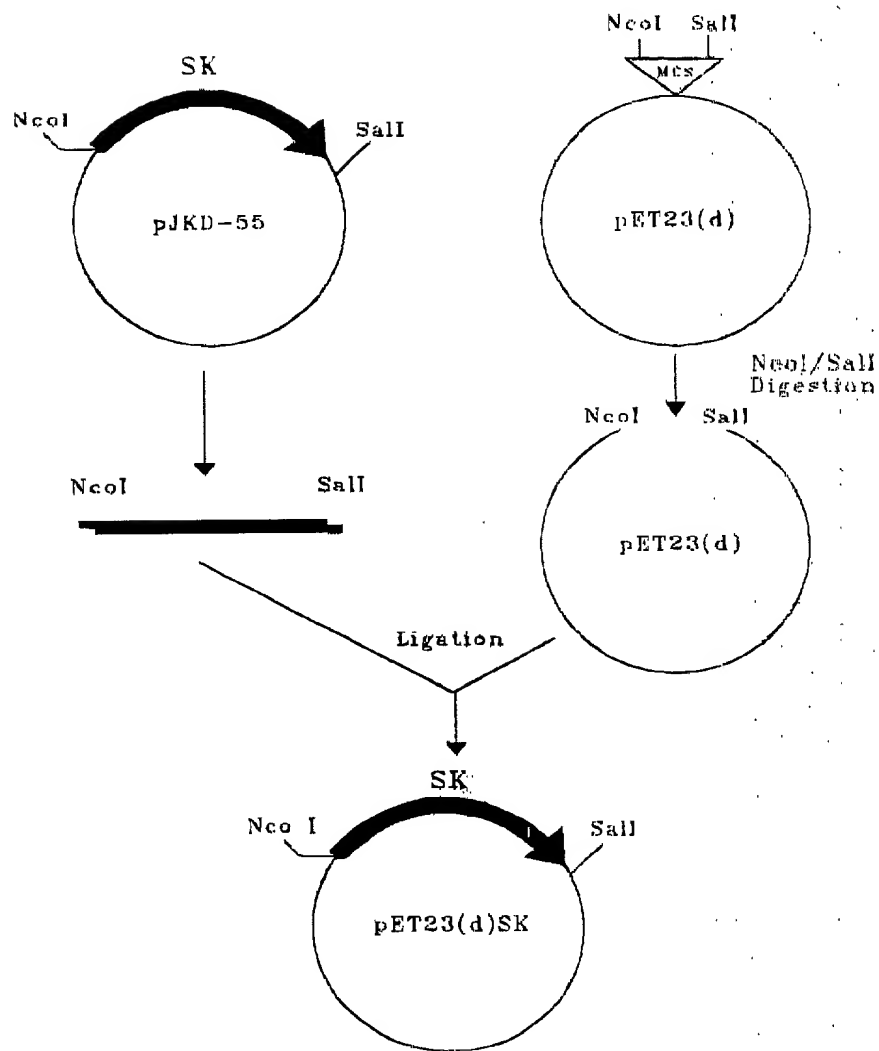 SK
NcoI
SalI
pJKD-55
NcoI SalI
MCS
pET23(d)
NcoI/SalI
Digestion
NcoI SalI
pET23(d)
NcoI SalI
Ligation
SK
Nco I
SalI
pET23(d)SK